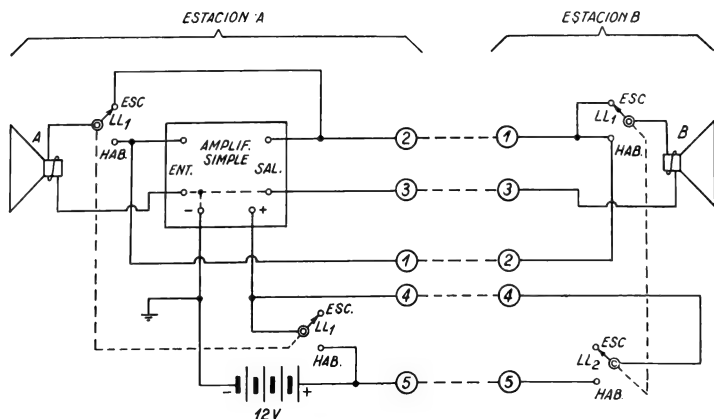 ESTACION A
ESTACION B
ESC
LL1
A
HAB.
AMPLIF.
SIMPLE
ENT.
SAL.
-
+
2
1
3
3
1
2
4
4
5
5
ESC
LL1
HAB.
B
ESC.
LL1
HAB.
ESC
LL2
HAB.
-
+
12 V